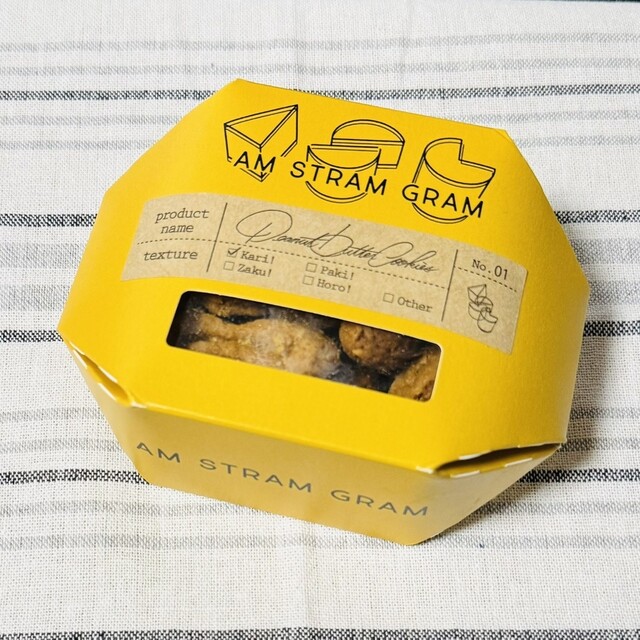 AM STRAM GRAM
product name
Peanut Butter Cookies
No.01
texture
☑ Kari!
☐ Paki!
☐ Zaku!
☐ Horo!
☐ Other
AM STRAM GRAM